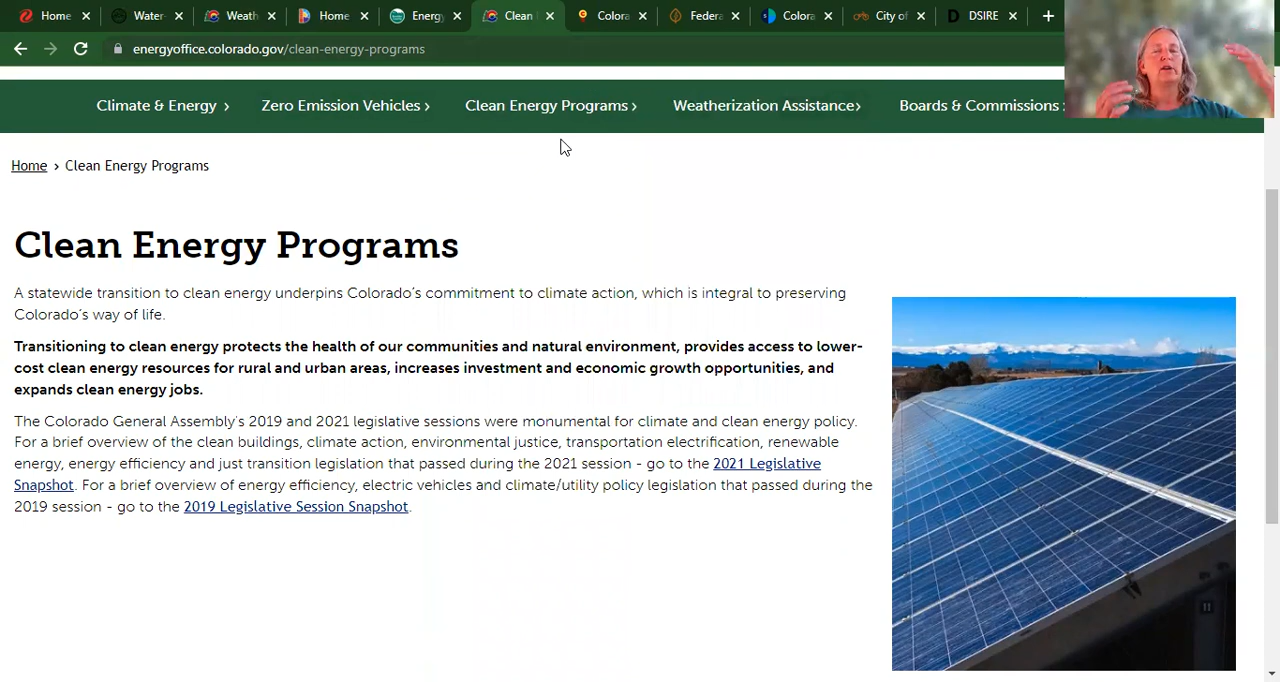 Home
Water-
Weath
Home
Energy
Clean
Colora
Federa
Colora
City of
DSIRE
energyoffice.colorado.gov/clean-energy-programs
Climate & Energy
Zero Emission Vehicles
Clean Energy Programs
Weatherization Assistance
Boards & Commissions
Home › Clean Energy Programs
Clean Energy Programs
A statewide transition to clean energy underpins Colorado's commitment to climate action, which is integral to preserving
Colorado's way of life.
Transitioning to clean energy protects the health of our communities and natural environment, provides access to lower-
cost clean energy resources for rural and urban areas, increases investment and economic growth opportunities, and
expands clean energy jobs.
The Colorado General Assembly's 2019 and 2021 legislative sessions were monumental for climate and clean energy policy.
For a brief overview of the clean buildings, climate action, environmental justice, transportation electrification, renewable
energy, energy efficiency and just transition legislation that passed during the 2021 session - go to the 2021 Legislative
Snapshot. For a brief overview of energy efficiency, electric vehicles and climate/utility policy legislation that passed during the
2019 session - go to the 2019 Legislative Session Snapshot.